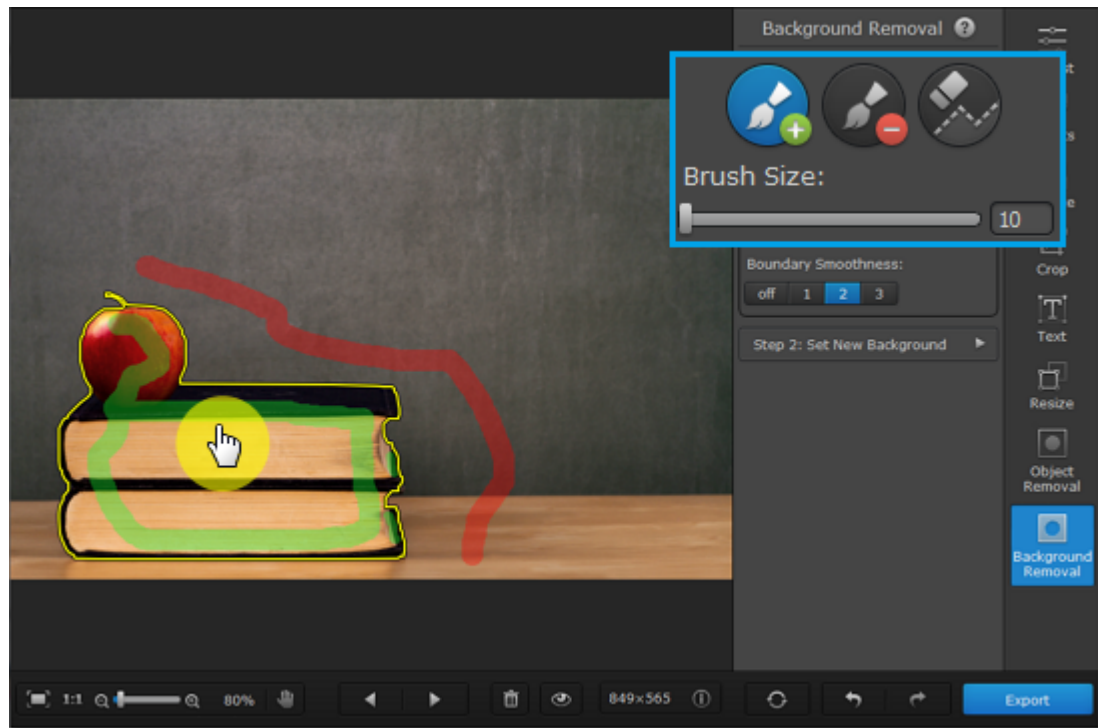 Background Removal ?
Brush Size:
10
Boundary Smoothness:
off 1 2 3
Step 2: Set New Background
Crop
T
Text
Resize
Object
Removal
Background
Removal
1:1 80% 849×565 Export